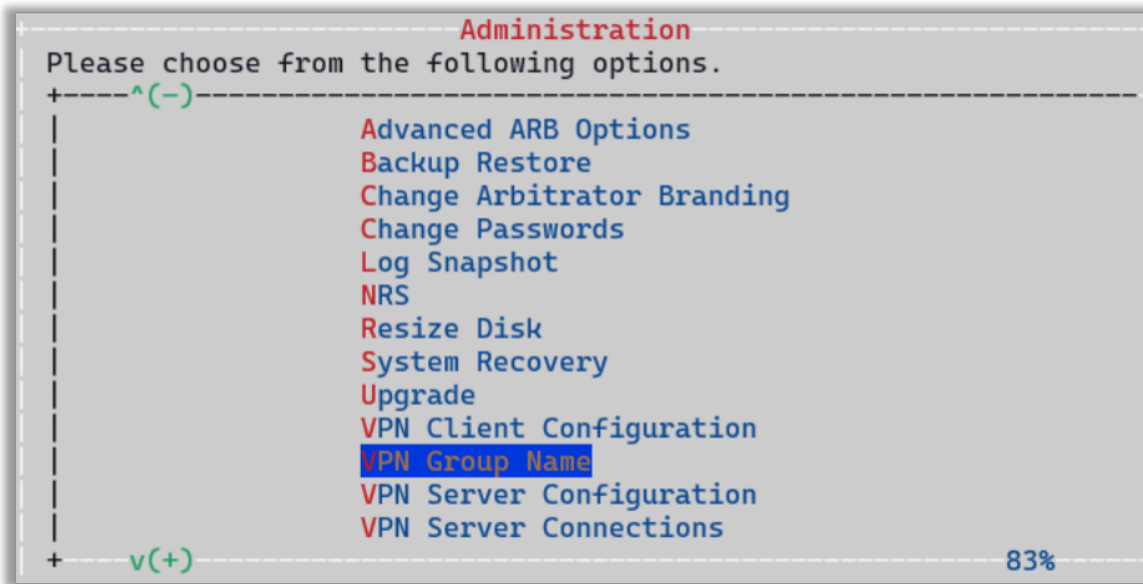 Administration
Please choose from the following options.
^(-)
Advanced ARB Options
Backup Restore
Change Arbitrator Branding
Change Passwords
Log Snapshot
NRS
Resize Disk
System Recovery
Upgrade
VPN Client Configuration
VPN Group Name
VPN Server Configuration
VPN Server Connections
v(+) 83%